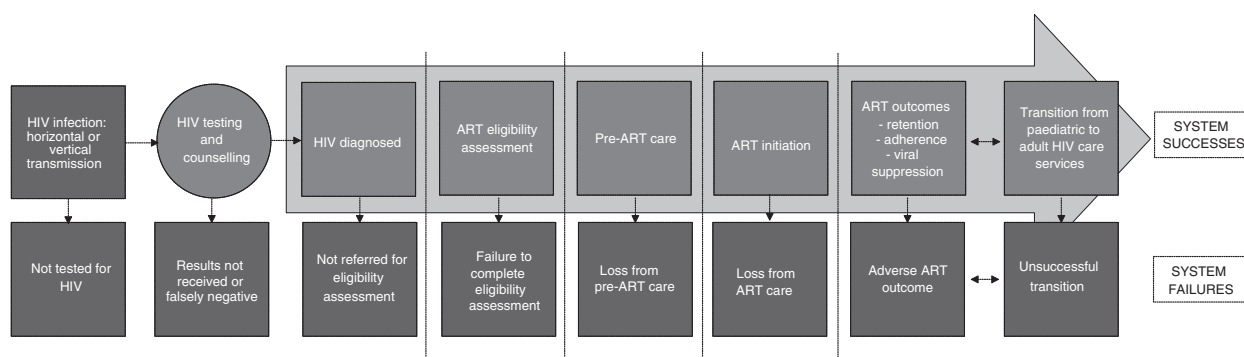 HIV infection:
horizontal or
vertical
transmission
HIV testing
and
counselling
HIV diagnosed
ART eligibility
assessment
Pre-ART care
ART initiation
ART outcomes
- retention
- adherence
- viral
suppression
Transition from
paediatric to
adult HIV care
services
SYSTEM
SUCCESSES
Not tested for
HIV
Results not
received or
falsely negative
Not referred for
eligibility
assessment
Failure to
complete
eligibility
assessment
Loss from
pre-ART care
Loss from
ART care
Adverse ART
outcome
Unsuccessful
transition
SYSTEM
FAILURES